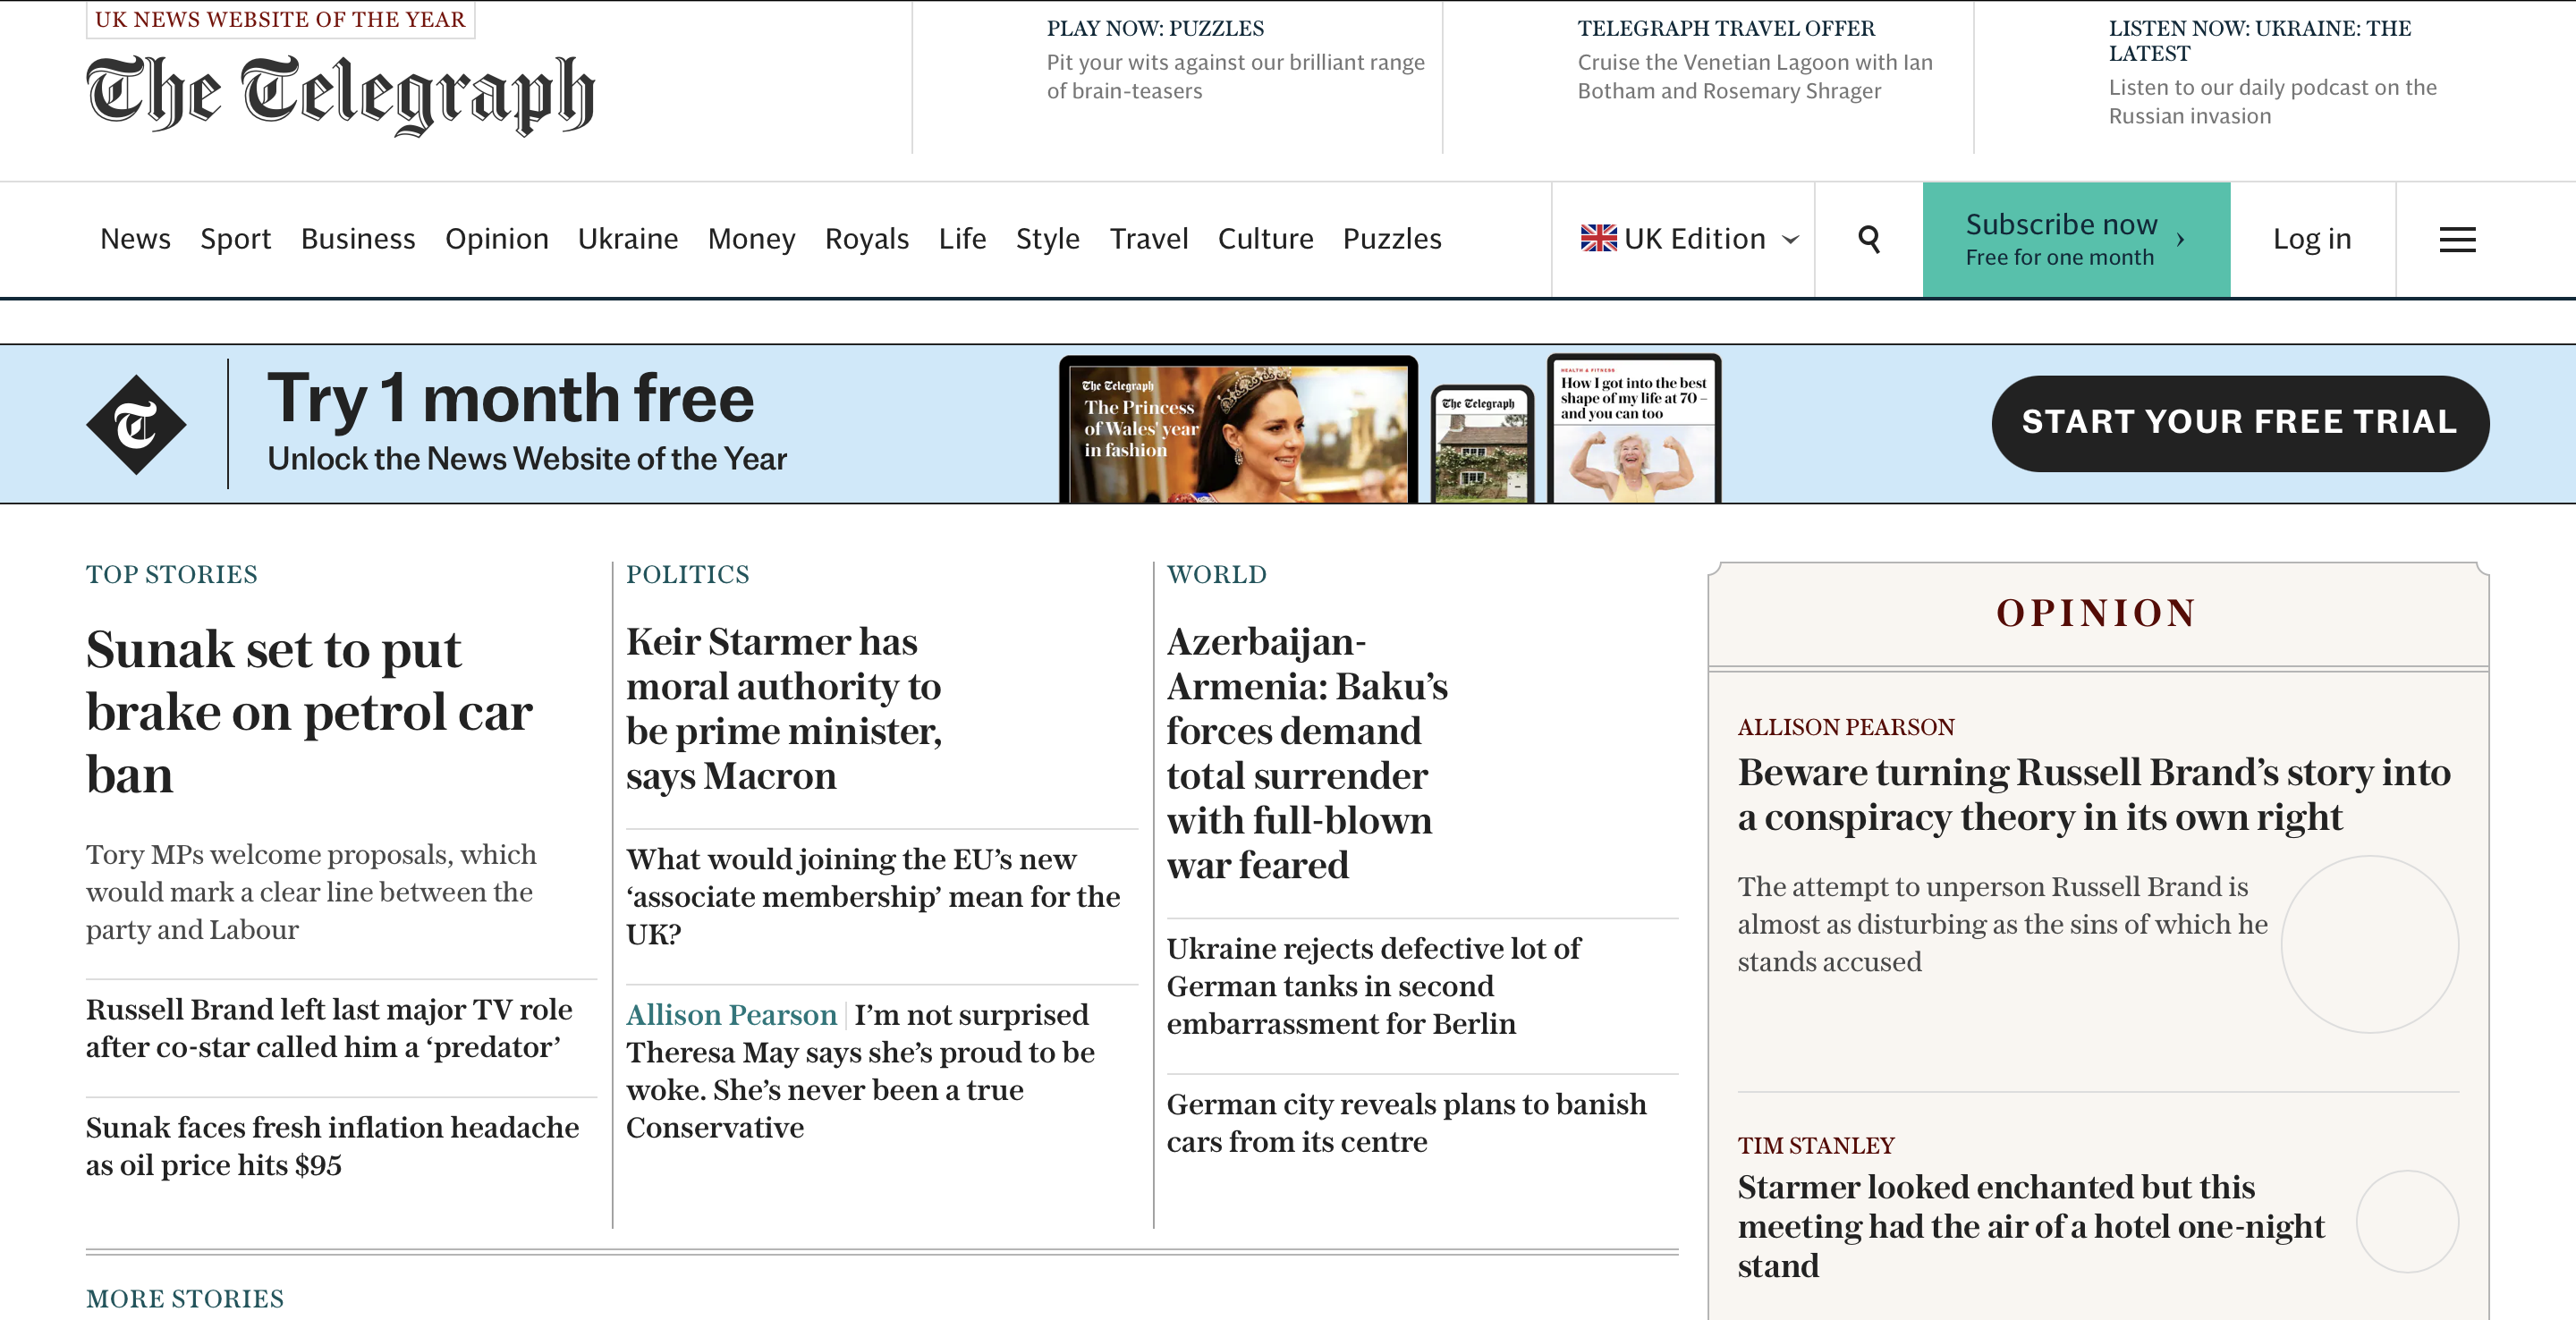 UK NEWS WEBSITE OF THE YEAR
The Telegraph
PLAY NOW: PUZZLES
Pit your wits against our brilliant range
of brain-teasers
TELEGRAPH TRAVEL OFFER
Cruise the Venetian Lagoon with Ian
Botham and Rosemary Shrager
LISTEN NOW: UKRAINE: THE
LATEST
Listen to our daily podcast on the
Russian invasion
News Sport Business Opinion Ukraine Money Royals Life Style Travel Culture Puzzles
UK Edition
Subscribe now
Free for one month
Log in
T
Try 1 month free
Unlock the News Website of the Year
The Telegraph
The Princess
of Wales' year
in fashion
The Telegraph
HEALTH & FITNESS
How I got into the best
shape of my life at 70 –
and you can too
START YOUR FREE TRIAL
TOP STORIES
Sunak set to put
brake on petrol car
ban
Tory MPs welcome proposals, which
would mark a clear line between the
party and Labour
Russell Brand left last major TV role
after co-star called him a ‘predator’
Sunak faces fresh inflation headache
as oil price hits $95
POLITICS
Keir Starmer has
moral authority to
be prime minister,
says Macron
What would joining the EU’s new
‘associate membership’ mean for the
UK?
Allison Pearson | I’m not surprised
Theresa May says she’s proud to be
woke. She’s never been a true
Conservative
WORLD
Azerbaijan-
Armenia: Baku’s
forces demand
total surrender
with full-blown
war feared
Ukraine rejects defective lot of
German tanks in second
embarrassment for Berlin
German city reveals plans to banish
cars from its centre
OPINION
ALLISON PEARSON
Beware turning Russell Brand’s story into
a conspiracy theory in its own right
The attempt to unperson Russell Brand is
almost as disturbing as the sins of which he
stands accused
TIM STANLEY
Starmer looked enchanted but this
meeting had the air of a hotel one-night
stand
MORE STORIES